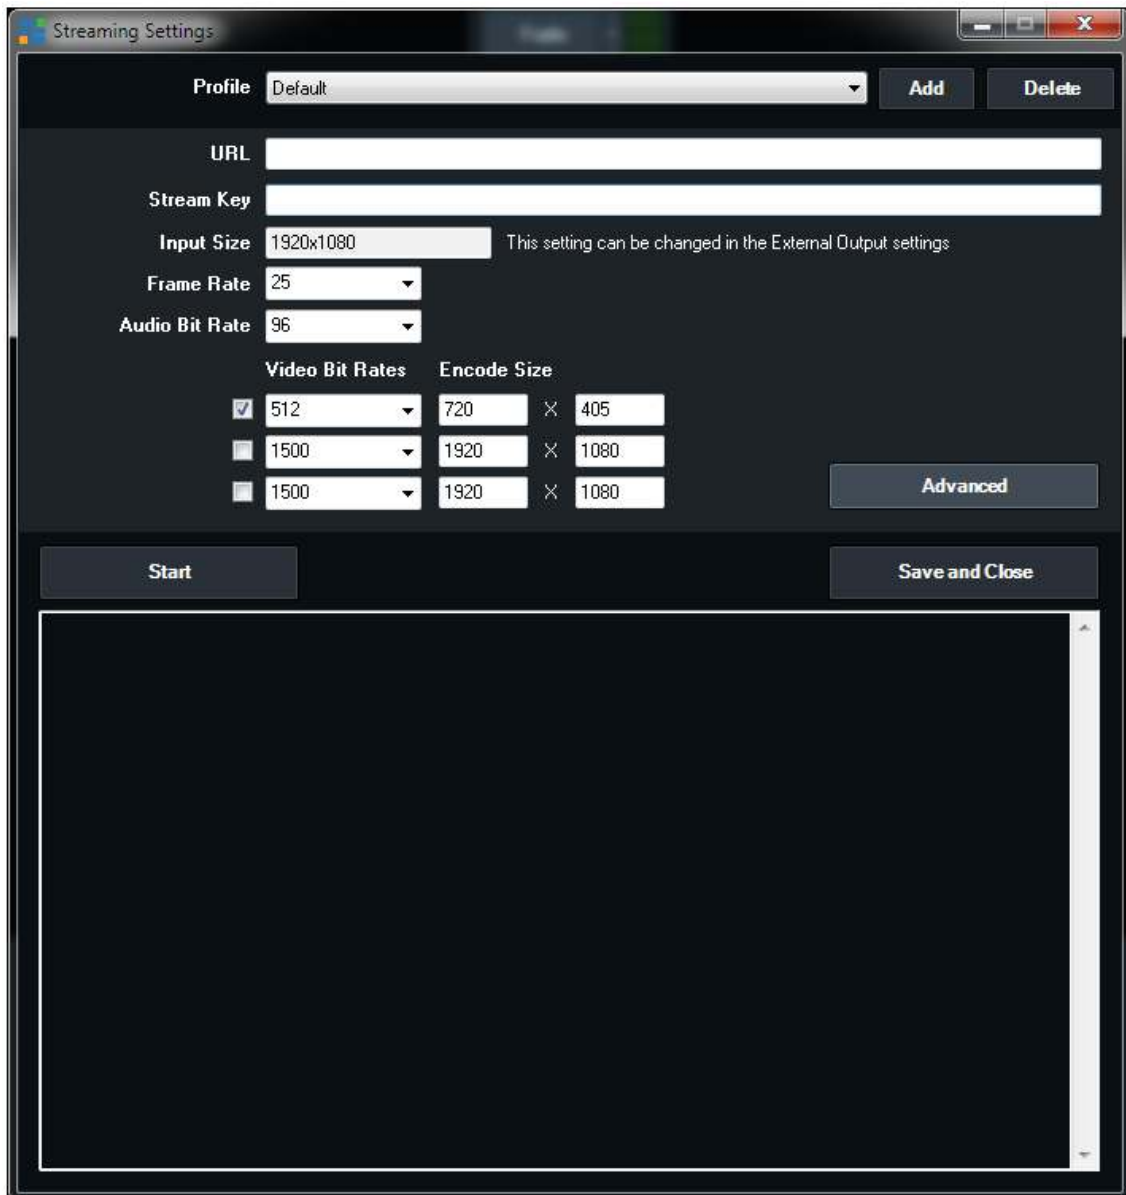 Streaming Settings
Profile Default Add Delete
URL
Stream Key
Input Size 1920x1080 This setting can be changed in the External Output settings
Frame Rate 25
Audio Bit Rate 96
Video Bit Rates Encode Size
512 720 X 405
1500 1920 X 1080
1500 1920 X 1080
Advanced
Start Save and Close